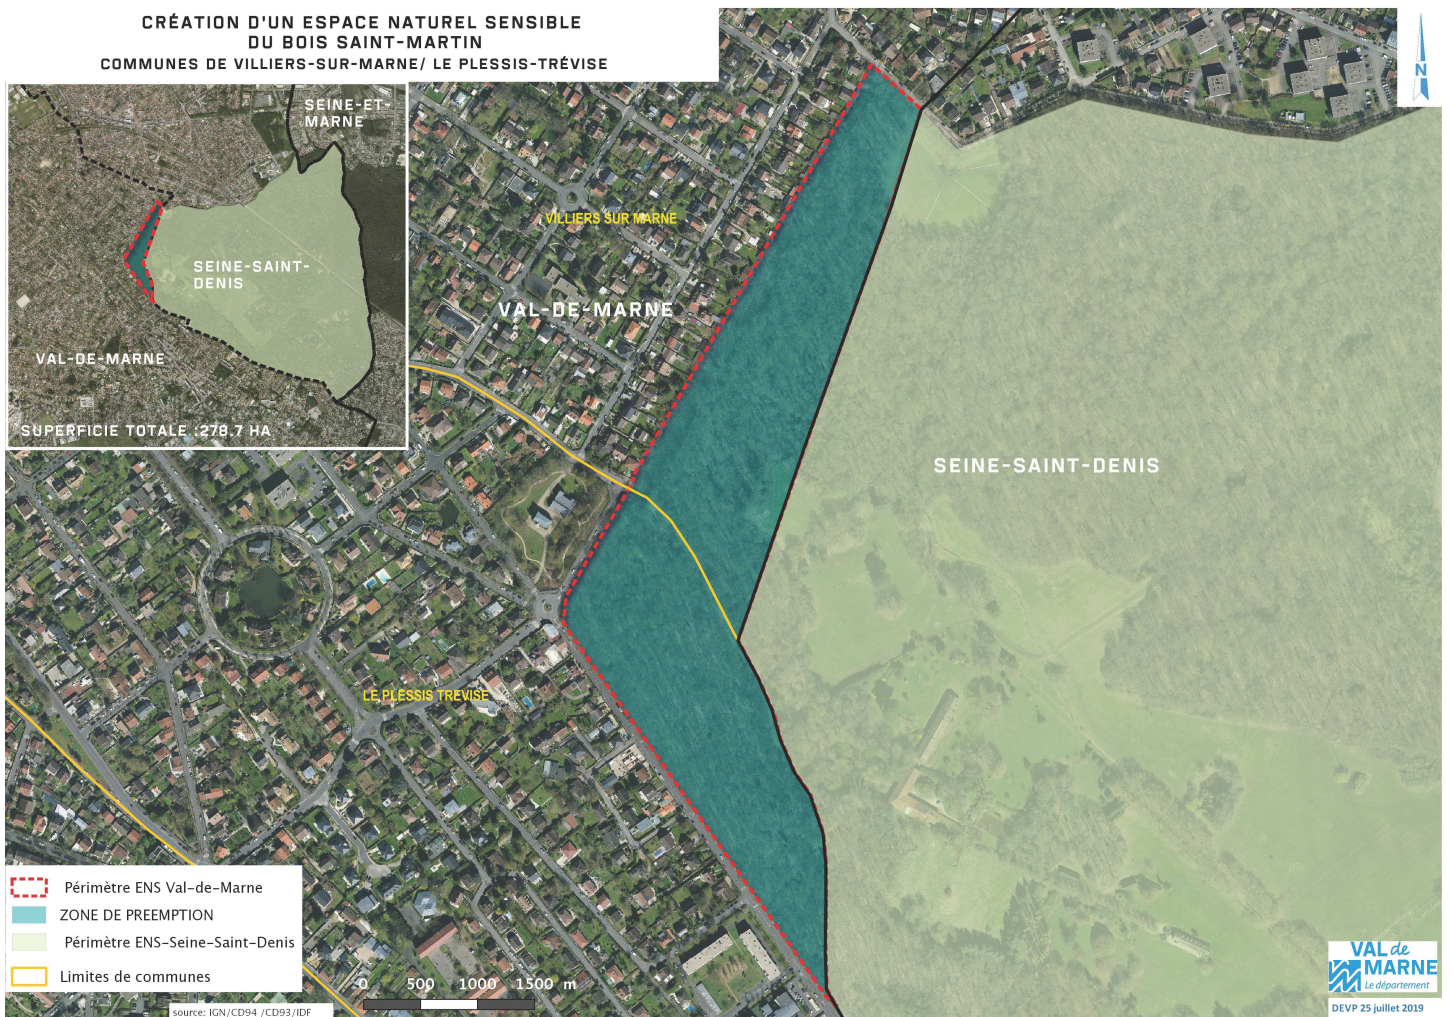 CRÉATION D'UN ESPACE NATUREL SENSIBLE
DU BOIS SAINT-MARTIN
COMMUNES DE VILLIERS-SUR-MARNE/ LE PLESSIS-TRÉVISE
N
SEINE-ET-
MARNE
SEINE-SAINT-
DENIS
VAL-DE-MARNE
SUPERFICIE TOTALE :278.7 HA
VILLIERS SUR MARNE
VAL-DE-MARNE
SEINE-SAINT-DENIS
LE PLESSIS TREVISE
Périmètre ENS Val-de-Marne
ZONE DE PREEMPTION
Périmètre ENS-Seine-Saint-Denis
Limites de communes
0 500 1000 1500 m
source: IGN/CD94 /CD93/IDF
VAL de
MARNE
Le département
DEVP 25 juillet 2019